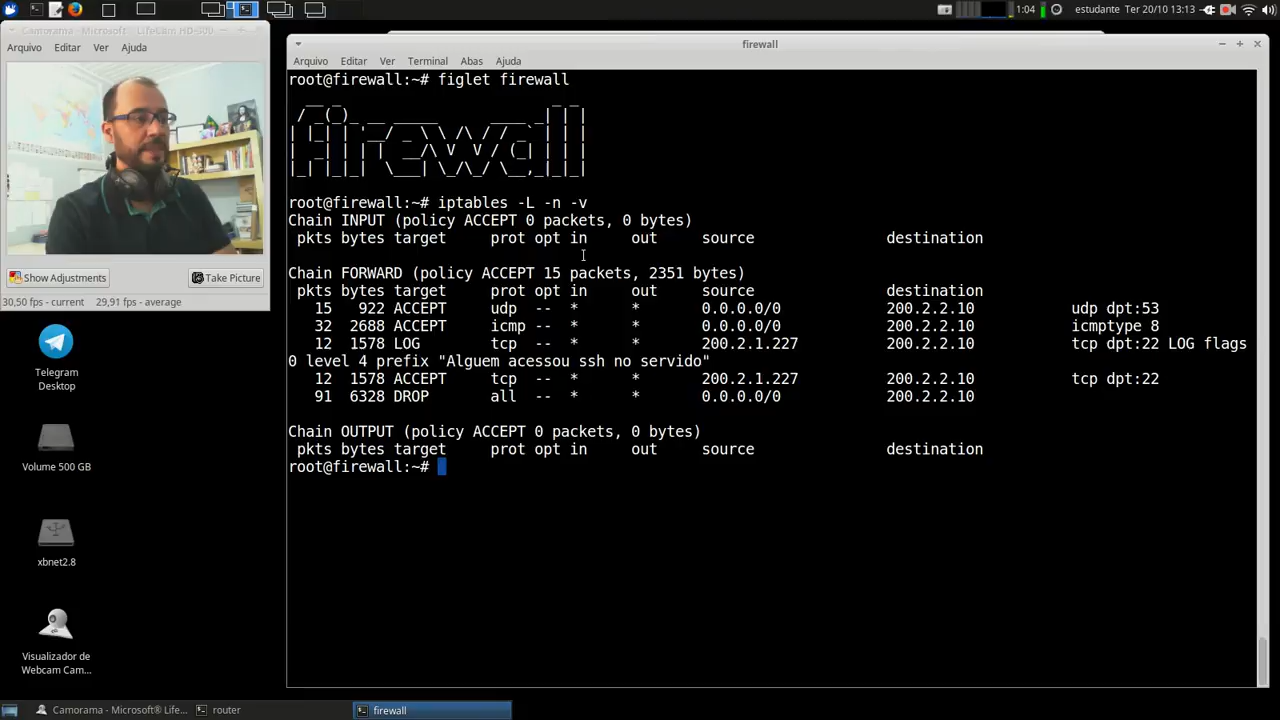 1:04
estudante Ter 20/10 13:13
Camorama - Microsoft® LifeCam HD-300
Arquivo Editar Ver Ajuda
Show Adjustments
Take Picture
30,50 fps - current 29,91 fps - average
Telegram
Desktop
Volume 500 GB
xbnet2.8
Visualizador de
Webcam Cam...
firewall
Arquivo Editar Ver Terminal Abas Ajuda
root@firewall:~# figlet firewall
firewall
root@firewall:~# iptables -L -n -v
Chain INPUT (policy ACCEPT 0 packets, 0 bytes)
pkts bytes target prot opt in out source destination
Chain FORWARD (policy ACCEPT 15 packets, 2351 bytes)
pkts bytes target prot opt in out source destination
15 922 ACCEPT udp -- * * 0.0.0.0/0 200.2.2.10 udp dpt:53
32 2688 ACCEPT icmp -- * * 0.0.0.0/0 200.2.2.10 icmptype 8
12 1578 LOG tcp -- * * 200.2.1.227 200.2.2.10 tcp dpt:22 LOG flags
0 level 4 prefix "Alguem acessou ssh no servido"
12 1578 ACCEPT tcp -- * * 200.2.1.227 200.2.2.10 tcp dpt:22
91 6328 DROP all -- * * 0.0.0.0/0 200.2.2.10
Chain OUTPUT (policy ACCEPT 0 packets, 0 bytes)
pkts bytes target prot opt in out source destination
root@firewall:~#
Camorama - Microsoft® LifeC...
router
firewall